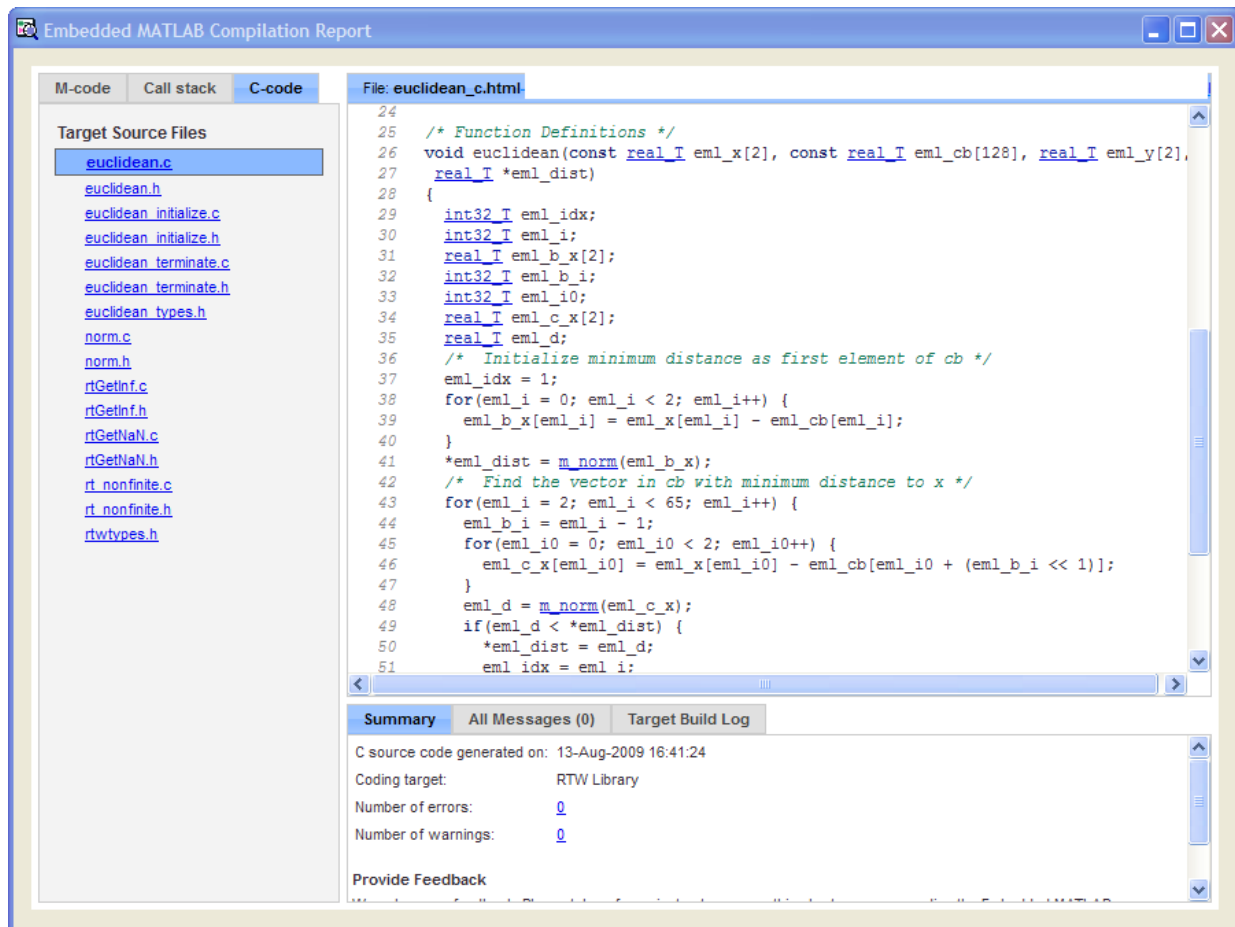 Embedded MATLAB Compilation Report
M-code Call stack C-code
Target Source Files
euclidean.c
euclidean.h
euclidean_initialize.c
euclidean_initialize.h
euclidean_terminate.c
euclidean_terminate.h
euclidean_types.h
norm.c
norm.h
rtGetInf.c
rtGetInf.h
rtGetNaN.c
rtGetNaN.h
rt_nonfinite.c
rt_nonfinite.h
rtwtypes.h
File: euclidean_c.html
24
25 /* Function Definitions */
26 void euclidean(const real_T eml_x[2], const real_T eml_cb[128], real_T eml_y[2],
27 real_T *eml_dist)
28 {
29 int32_T eml_idx;
30 int32_T eml_i;
31 real_T eml_b_x[2];
32 int32_T eml_b_i;
33 int32_T eml_i0;
34 real_T eml_c_x[2];
35 real_T eml_d;
36 /* Initialize minimum distance as first element of cb */
37 eml_idx = 1;
38 for(eml_i = 0; eml_i < 2; eml_i++) {
39 eml_b_x[eml_i] = eml_x[eml_i] - eml_cb[eml_i];
40 }
41 *eml_dist = m_norm(eml_b_x);
42 /* Find the vector in cb with minimum distance to x */
43 for(eml_i = 2; eml_i < 65; eml_i++) {
44 eml_b_i = eml_i - 1;
45 for(eml_i0 = 0; eml_i0 < 2; eml_i0++) {
46 eml_c_x[eml_i0] = eml_x[eml_i0] - eml_cb[eml_i0 + (eml_b_i << 1)];
47 }
48 eml_d = m_norm(eml_c_x);
49 if(eml_d < *eml_dist) {
50 *eml_dist = eml_d;
51 eml_idx = eml_i;
Summary All Messages (0) Target Build Log
C source code generated on: 13-Aug-2009 16:41:24
Coding target: RTW Library
Number of errors: 0
Number of warnings: 0
Provide Feedback